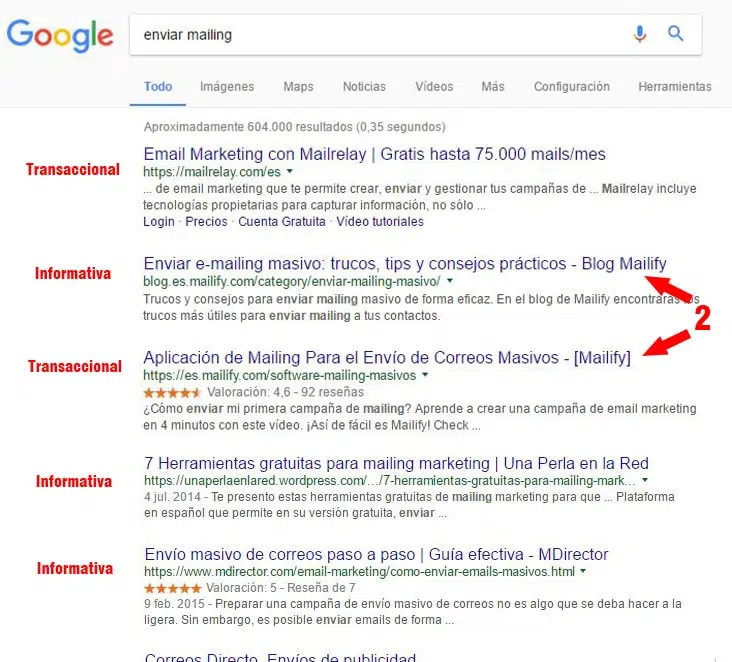 Google
enviar mailing
Todo Imágenes Maps Noticias Vídeos Más Configuración Herramientas
Aproximadamente 604.000 resultados (0,35 segundos)
Transaccional
Email Marketing con Mailrelay | Gratis hasta 75.000 mails/mes
https://mailrelay.com/es
... de email marketing que te permite crear, enviar y gestionar tus campañas de ... Mailrelay incluye
tecnologías propietarias para capturar información, no sólo ...
Login · Precios · Cuenta Gratuita · Vídeo tutoriales
Informativa
Enviar e-mailing masivo: trucos, tips y consejos prácticos - Blog Mailify
blog.es.mailify.com/category/enviar-mailing-masivo/
Trucos y consejos para enviar mailing masivo de forma eficaz. En el blog de Mailify encontrarás los
trucos más útiles para enviar mailing a tus contactos.
2
Transaccional
Aplicación de Mailing Para el Envío de Correos Masivos - [Mailify]
https://es.mailify.com/software-mailing-masivos
Valoración: 4,6 - 92 reseñas
¿Cómo enviar mi primera campaña de mailing? Aprende a crear una campaña de email marketing
en 4 minutos con este vídeo. ¡Así de fácil es Mailify! Check ...
Informativa
7 Herramientas gratuitas para mailing marketing | Una Perla en la Red
https://unaperlaenlared.wordpress.com/.../7-herramientas-gratuitas-para-mailing-mark...
4 jul. 2014 - Te presento estas herramientas gratuitas de mailing marketing para que ... Plataforma
en español que permite en su versión gratuita, enviar ...
Informativa
Envío masivo de correos paso a paso | Guía efectiva - MDirector
https://www.mdirector.com/email-marketing/como-enviar-emails-masivos.html
Valoración: 5 - Reseña de 7
9 feb. 2015 - Preparar una campaña de envío masivo de correos no es algo que se deba hacer a la
ligera. Sin embargo, es posible enviar emails de forma ...
Correos Directo. Envíos de publicidad